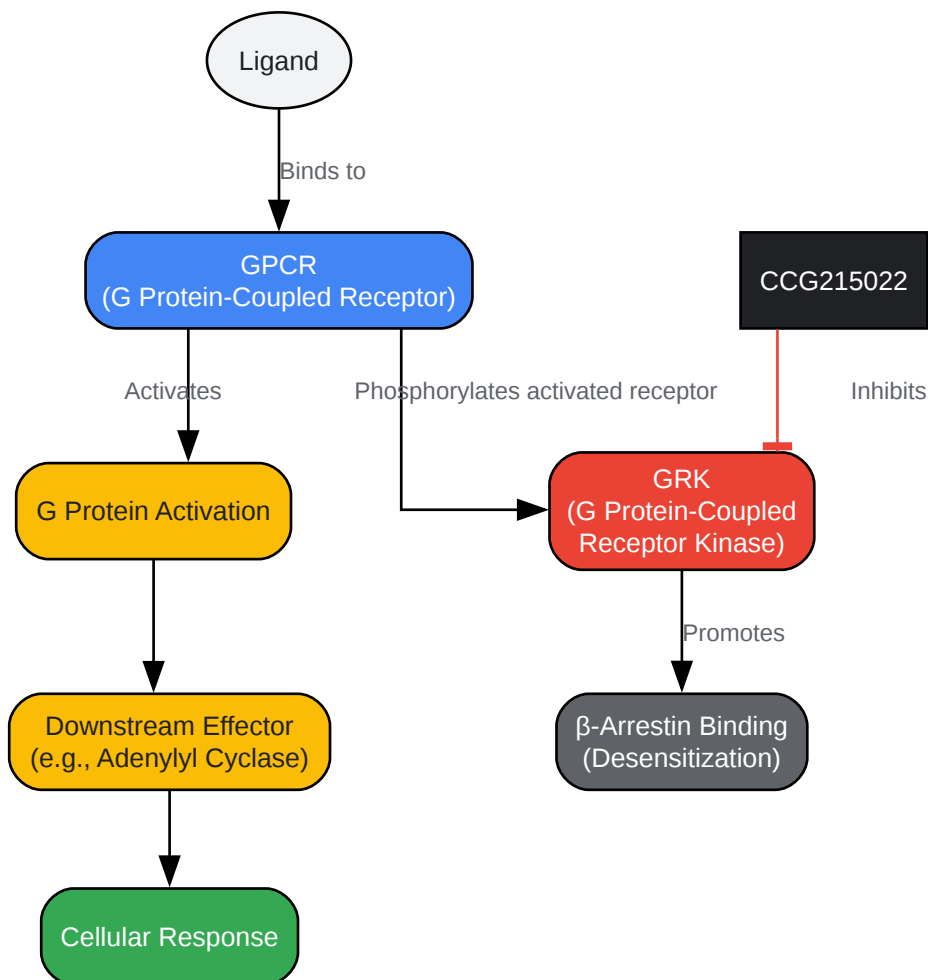 Ligand
Binds to
GPCR
(G Protein-Coupled Receptor)
CCG215022
Activates
Phosphorylates activated receptor
Inhibits
G Protein Activation
GRK
(G Protein-Coupled
Receptor Kinase)
Promotes
Downstream Effector
(e.g., Adenylyl Cyclase)
β-Arrestin Binding
(Desensitization)
Cellular Response